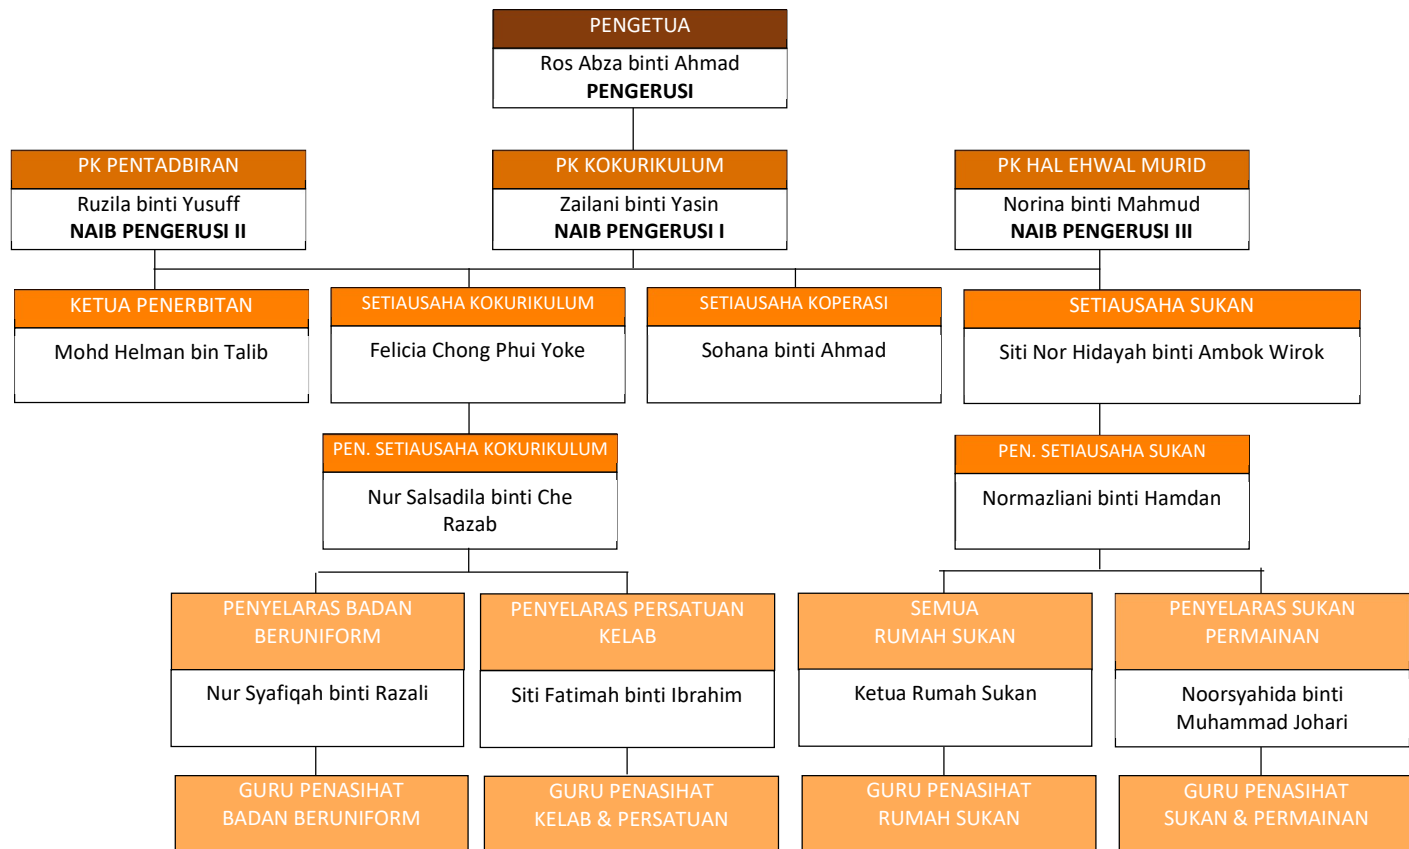 PENGETUA
Ros Abza binti Ahmad
PENGERUSI
PK PENTADBIRAN
Ruzila binti Yusuff
NAIB PENGERUSI II
PK KOKURIKULUM
Zailani binti Yasin
NAIB PENGERUSI I
PK HAL EHWAL MURID
Norina binti Mahmud
NAIB PENGERUSI III
KETUA PENERBITAN
Mohd Helman bin Talib
SETIAUSAHA KOKURIKULUM
Felicia Chong Phui Yoke
SETIAUSAHA KOPERASI
Sohana binti Ahmad
SETIAUSAHA SUKAN
Siti Nor Hidayah binti Ambok Wirok
PEN. SETIAUSAHA KOKURIKULUM
Nur Salsadila binti Che
Razab
PEN. SETIAUSAHA SUKAN
Normazliani binti Hamdan
PENYELARAS BADAN
BERUNIFORM
Nur Syafiqah binti Razali
PENYELARAS PERSATUAN
KELAB
Siti Fatimah binti Ibrahim
SEMUA
RUMAH SUKAN
Ketua Rumah Sukan
PENYELARAS SUKAN
PERMAINAN
Noorsyahida binti
Muhammad Johari
GURU PENASIHAT
BADAN BERUNIFORM
GURU PENASIHAT
KELAB & PERSATUAN
GURU PENASIHAT
RUMAH SUKAN
GURU PENASIHAT
SUKAN & PERMAINAN